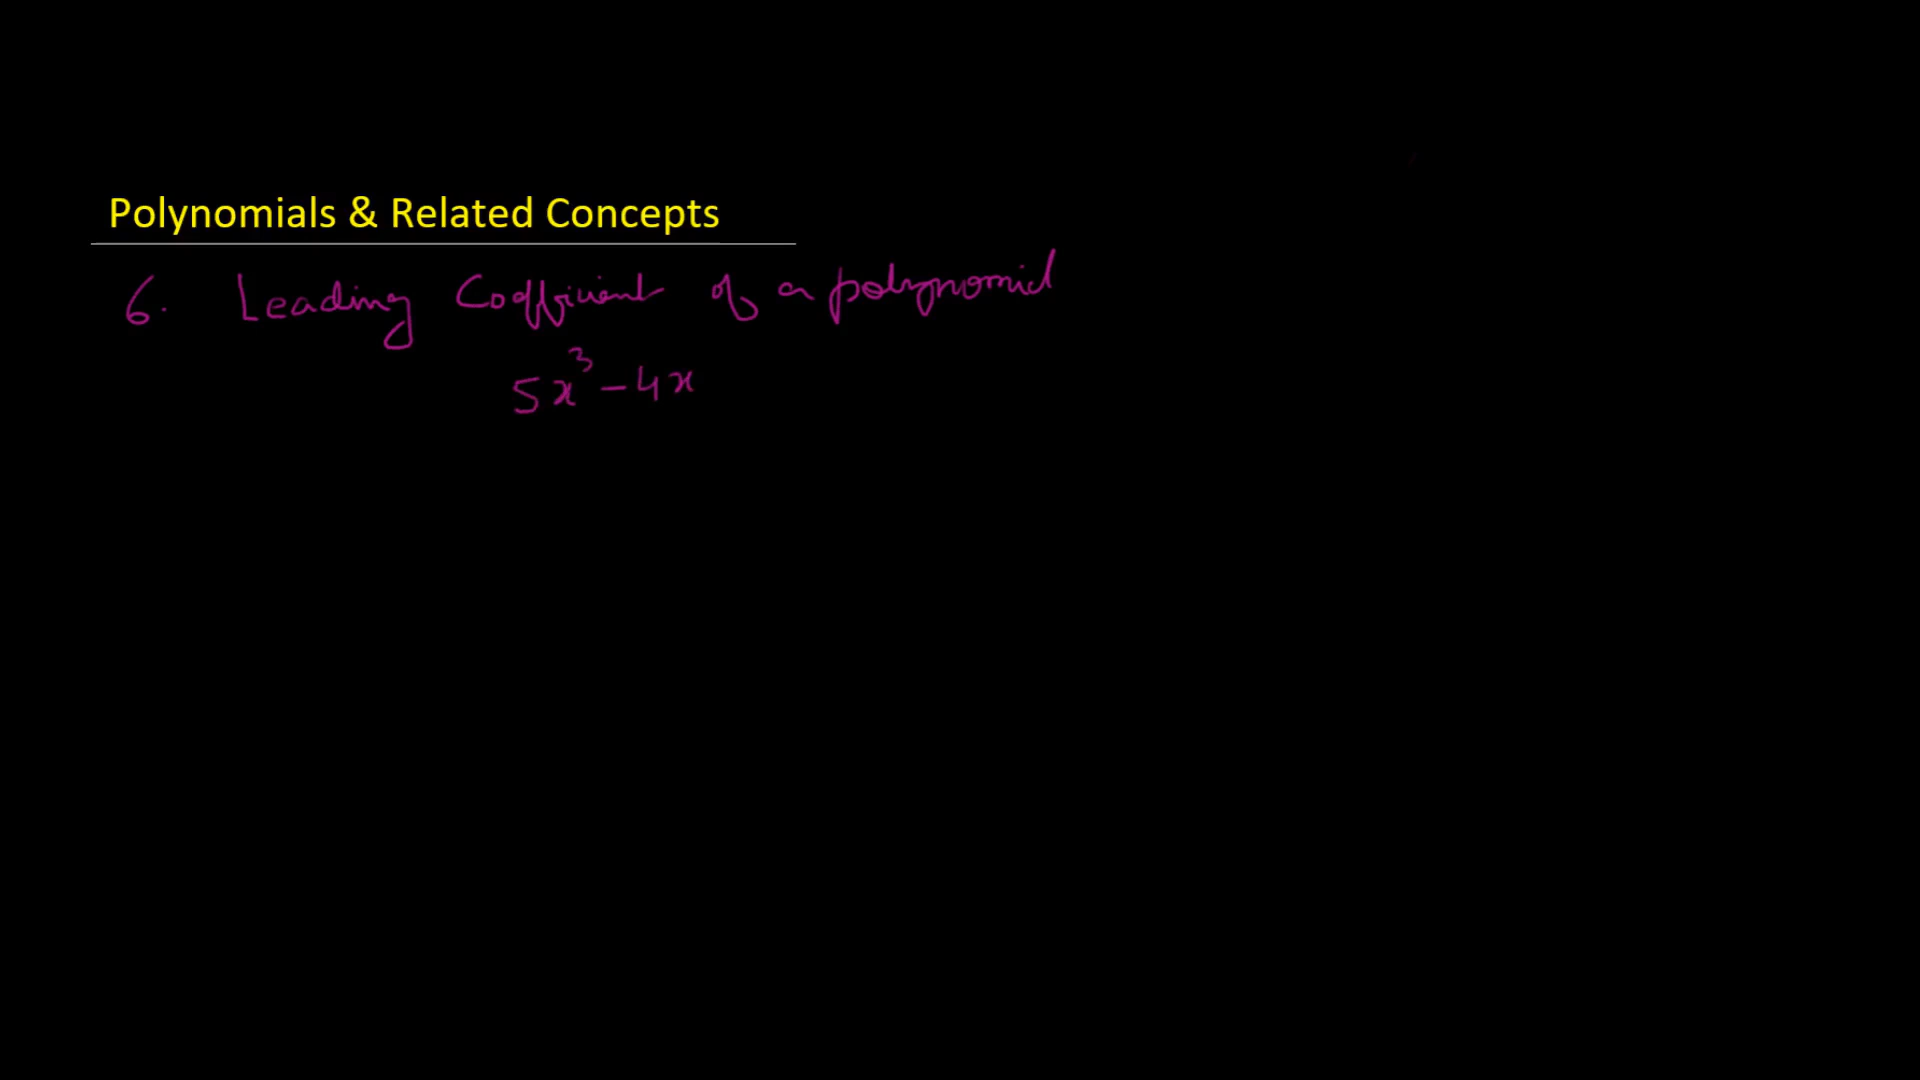 Polynomials & Related Concepts
6. Leading Coefficient of a polynomial
5x³ - 4x